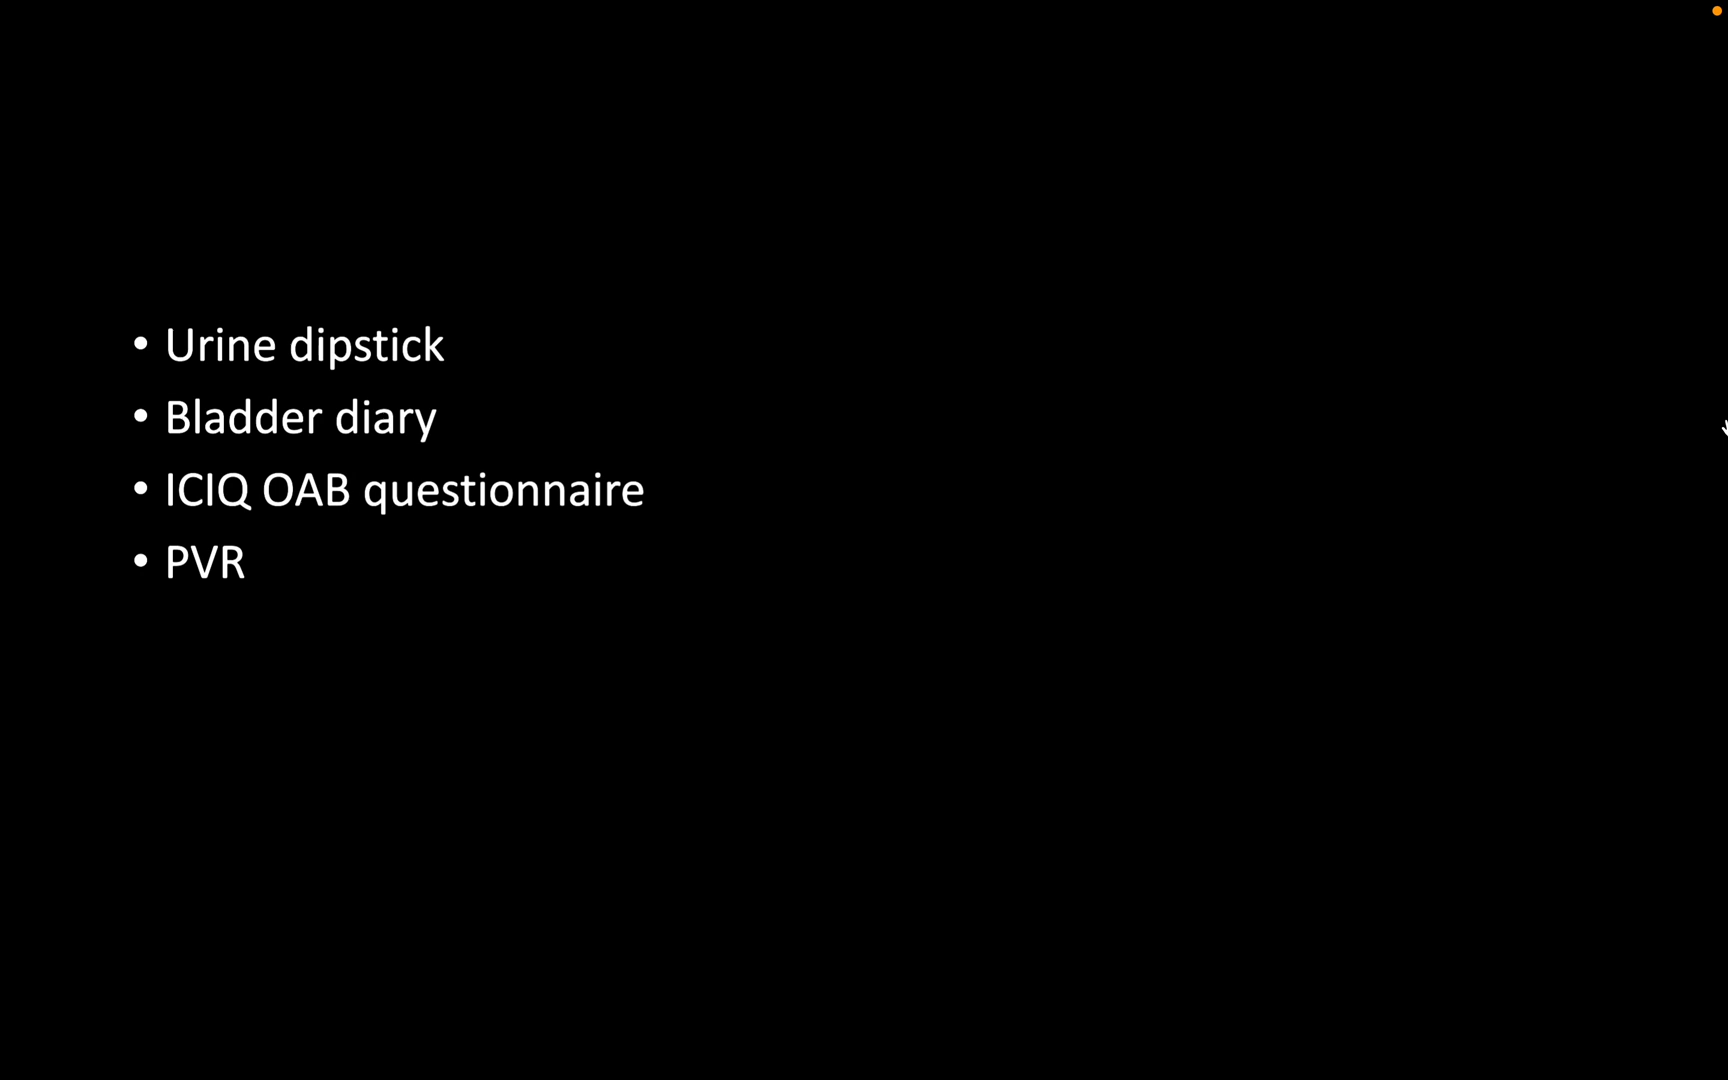 • Urine dipstick
• Bladder diary
• ICIQ OAB questionnaire
• PVR